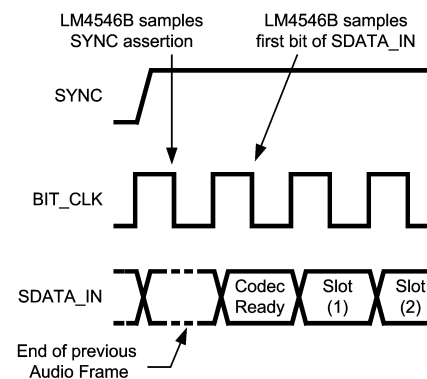 LM4546B samples
SYNC assertion
LM4546B samples
first bit of SDATA_IN
SYNC
BIT_CLK
SDATA_IN
Codec
Ready
Slot
(1)
Slot
(2)
End of previous
Audio Frame